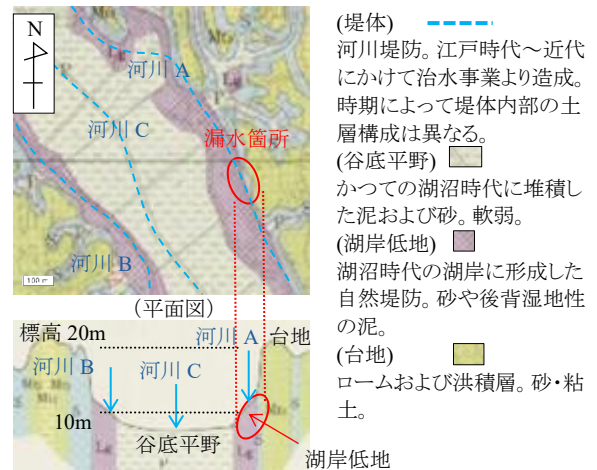 N
河川 A
河川 C
漏水箇所
河川 B
100 m
(平面図)
標高 20m
河川 A
台地
河川 B
河川 C
10m
谷底平野
湖岸低地
(堤体)
河川堤防。江戸時代～近代
にかけて治水事業より造成。
時期によって堤体内部の土
層構成は異なる。
(谷底平野)
かつての湖沼時代に堆積し
た泥および砂。軟弱。
(湖岸低地)
湖沼時代の湖岸に形成した
自然堤防。砂や後背湿地性
の泥。
(台地)
ロームおよび洪積層。砂・粘
土。